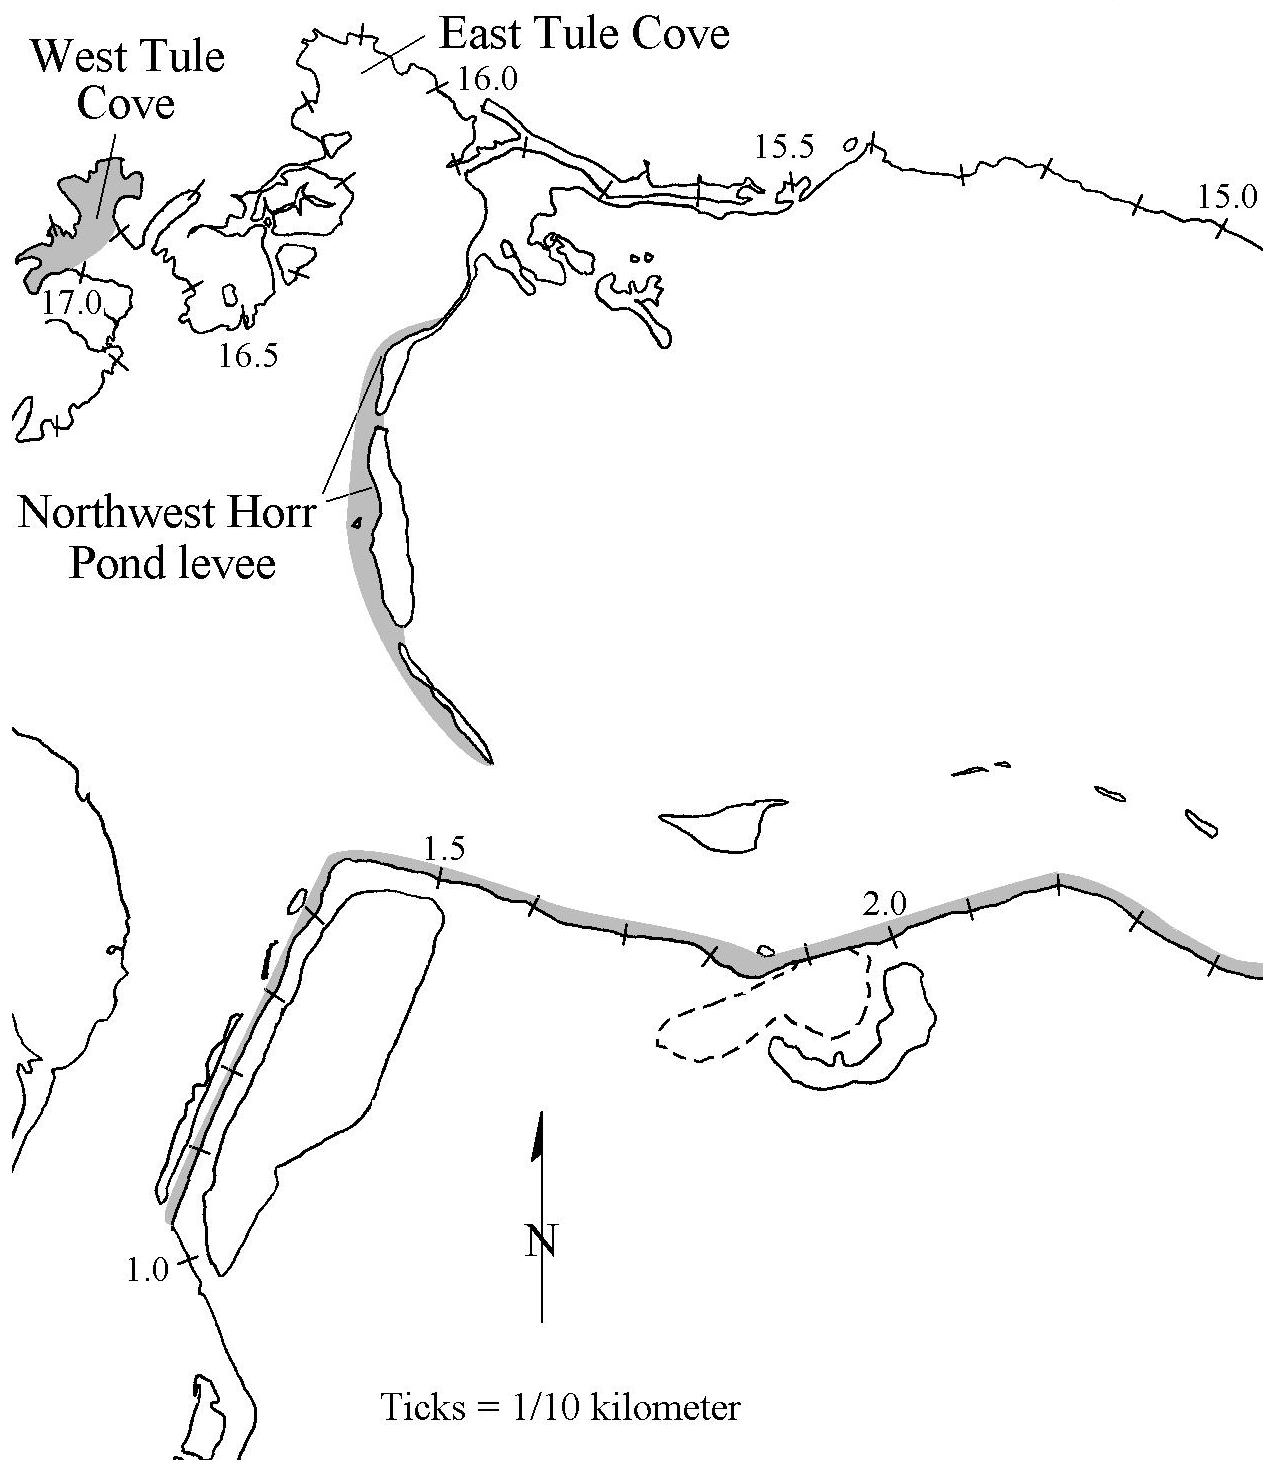 East Tule Cove
West Tule
Cove
16.0
15.5
15.0
17.0
16.5
Northwest Horr
Pond levee
1.5
2.0
N
1.0
Ticks = 1/10 kilometer